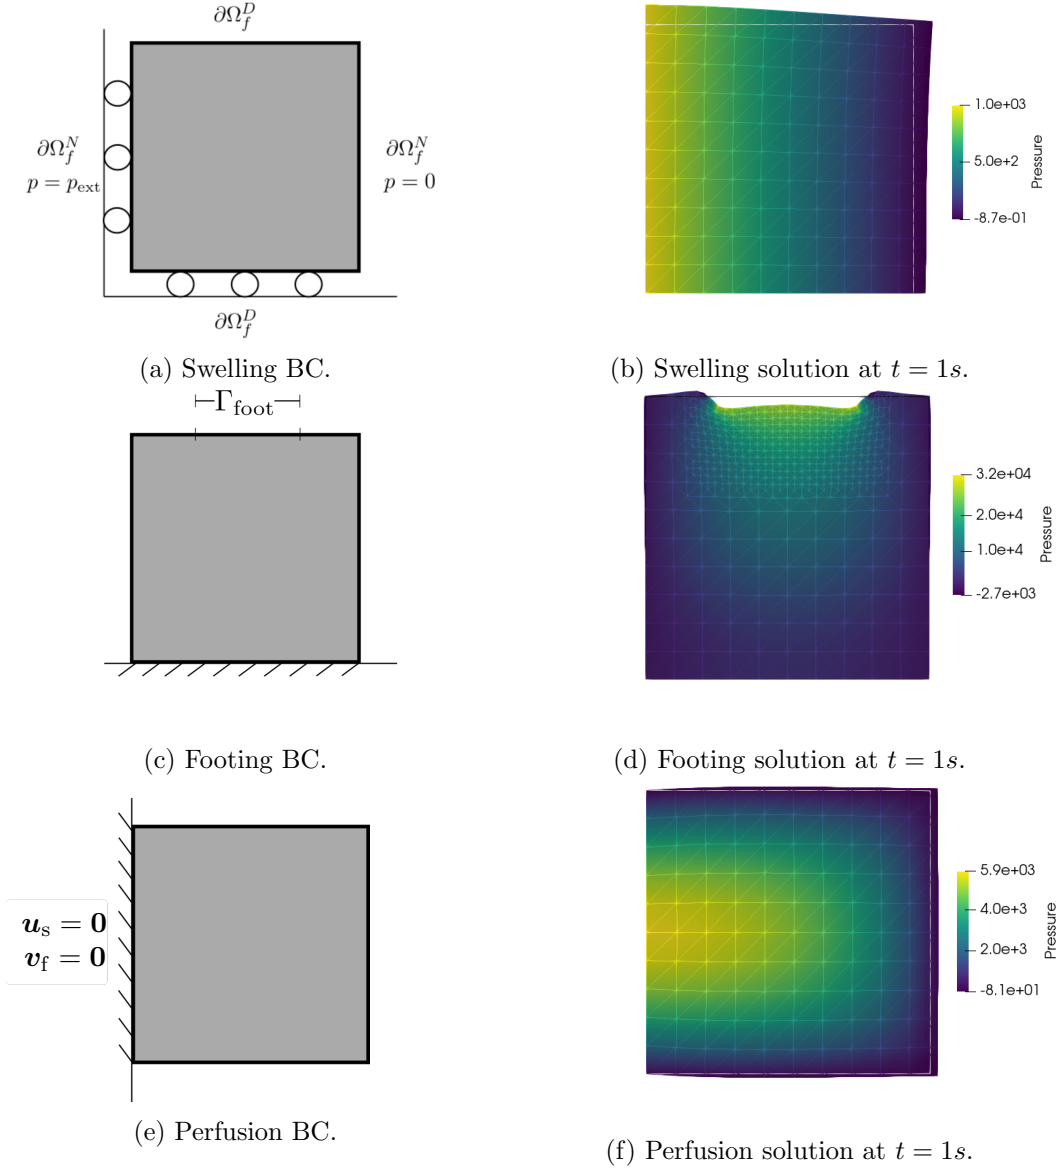 ∂Ω_f^D
∂Ω_f^N
p = p_ext
∂Ω_f^N
p = 0
∂Ω_f^D
(a) Swelling BC.
1.0e+03
5.0e+2
-8.7e-01
Pressure
(b) Swelling solution at t = 1s.
Γ_foot
(c) Footing BC.
3.2e+04
2.0e+4
1.0e+4
-2.7e+03
Pressure
(d) Footing solution at t = 1s.
u_s = 0
v_f = 0
(e) Perfusion BC.
5.9e+03
4.0e+3
2.0e+3
-8.1e+01
Pressure
(f) Perfusion solution at t = 1s.